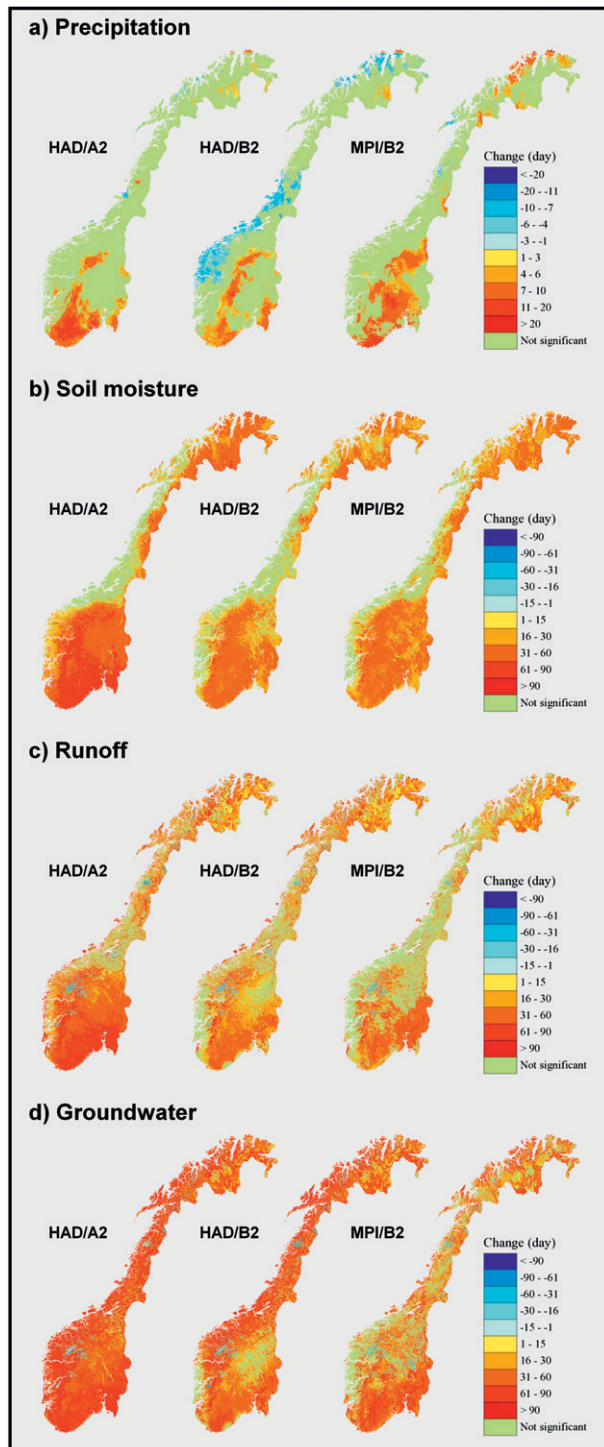 a) Precipitation
HAD/A2
HAD/B2
MPI/B2
Change (day)
< -20
-20 - -11
-10 - -7
-6 - -4
-3 - -1
1 - 3
4 - 6
7 - 10
11 - 20
> 20
Not significant
b) Soil moisture
HAD/A2
HAD/B2
MPI/B2
Change (day)
< -90
-90 - -61
-60 - -31
-30 - -16
-15 - -1
1 - 15
16 - 30
31 - 60
61 - 90
> 90
Not significant
c) Runoff
HAD/A2
HAD/B2
MPI/B2
Change (day)
< -90
-90 - -61
-60 - -31
-30 - -16
-15 - -1
1 - 15
16 - 30
31 - 60
61 - 90
> 90
Not significant
d) Groundwater
HAD/A2
HAD/B2
MPI/B2
Change (day)
< -90
-90 - -61
-60 - -31
-30 - -16
-15 - -1
1 - 15
16 - 30
31 - 60
61 - 90
> 90
Not significant